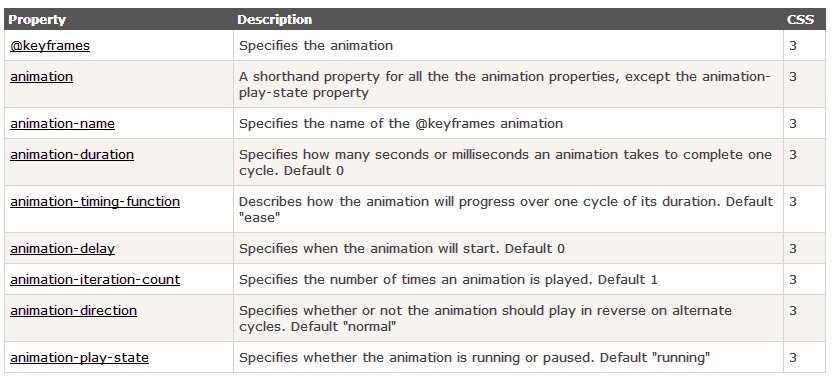 Property Description CSS
@keyframes Specifies the animation 3
animation A shorthand property for all the the animation properties, except the animation- 3
play-state property
animation-name Specifies the name of the @keyframes animation 3
animation-duration Specifies how many seconds or milliseconds an animation takes to complete one 3
cycle. Default 0
animation-timing-function Describes how the animation will progress over one cycle of its duration. Default 3
"ease"
animation-delay Specifies when the animation will start. Default 0 3
animation-iteration-count Specifies the number of times an animation is played. Default 1 3
animation-direction Specifies whether or not the animation should play in reverse on alternate 3
cycles. Default "normal"
animation-play-state Specifies whether the animation is running or paused. Default "running" 3